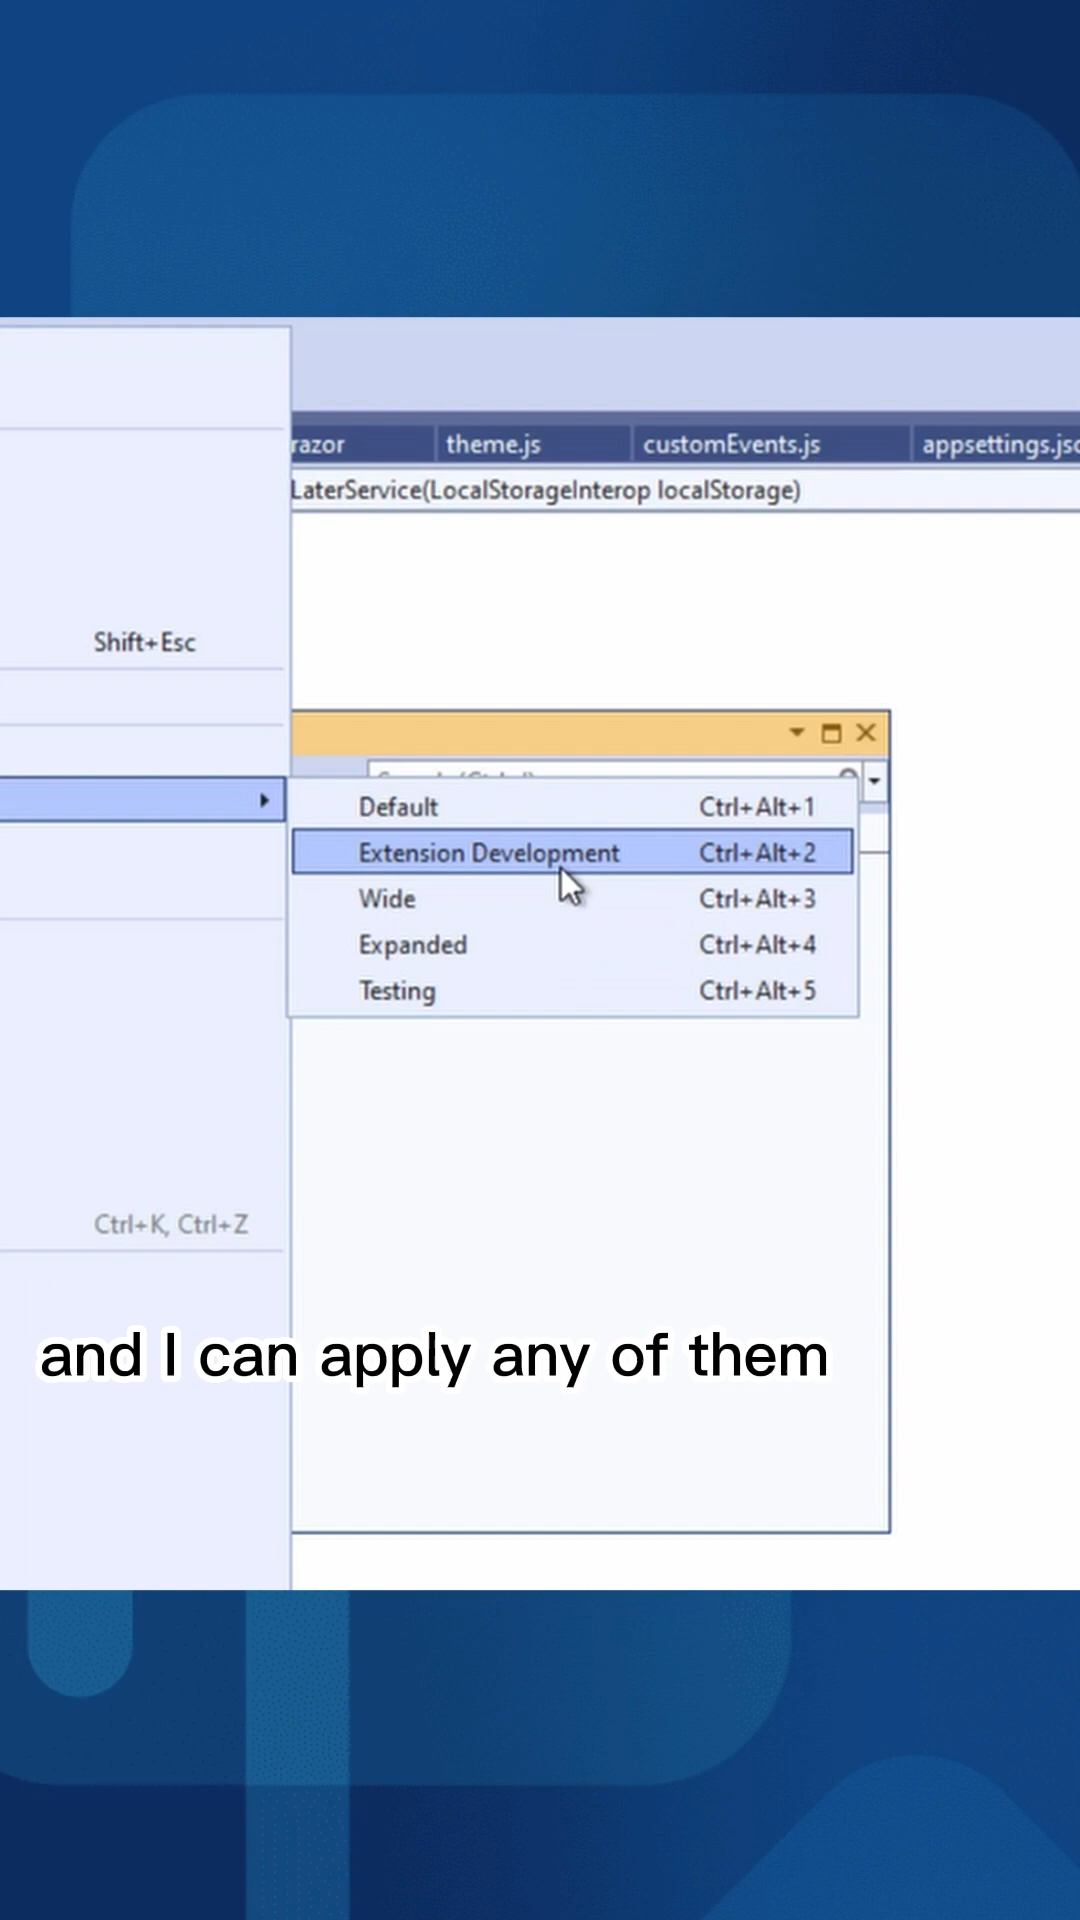 razor theme.js customEvents.js appsettings.jsc
LaterService(LocalStorageInterop localStorage)
Shift+Esc
Default Ctrl+Alt+1
Extension Development Ctrl+Alt+2
Wide Ctrl+Alt+3
Expanded Ctrl+Alt+4
Testing Ctrl+Alt+5
Ctrl+K, Ctrl+Z
and I can apply any of them